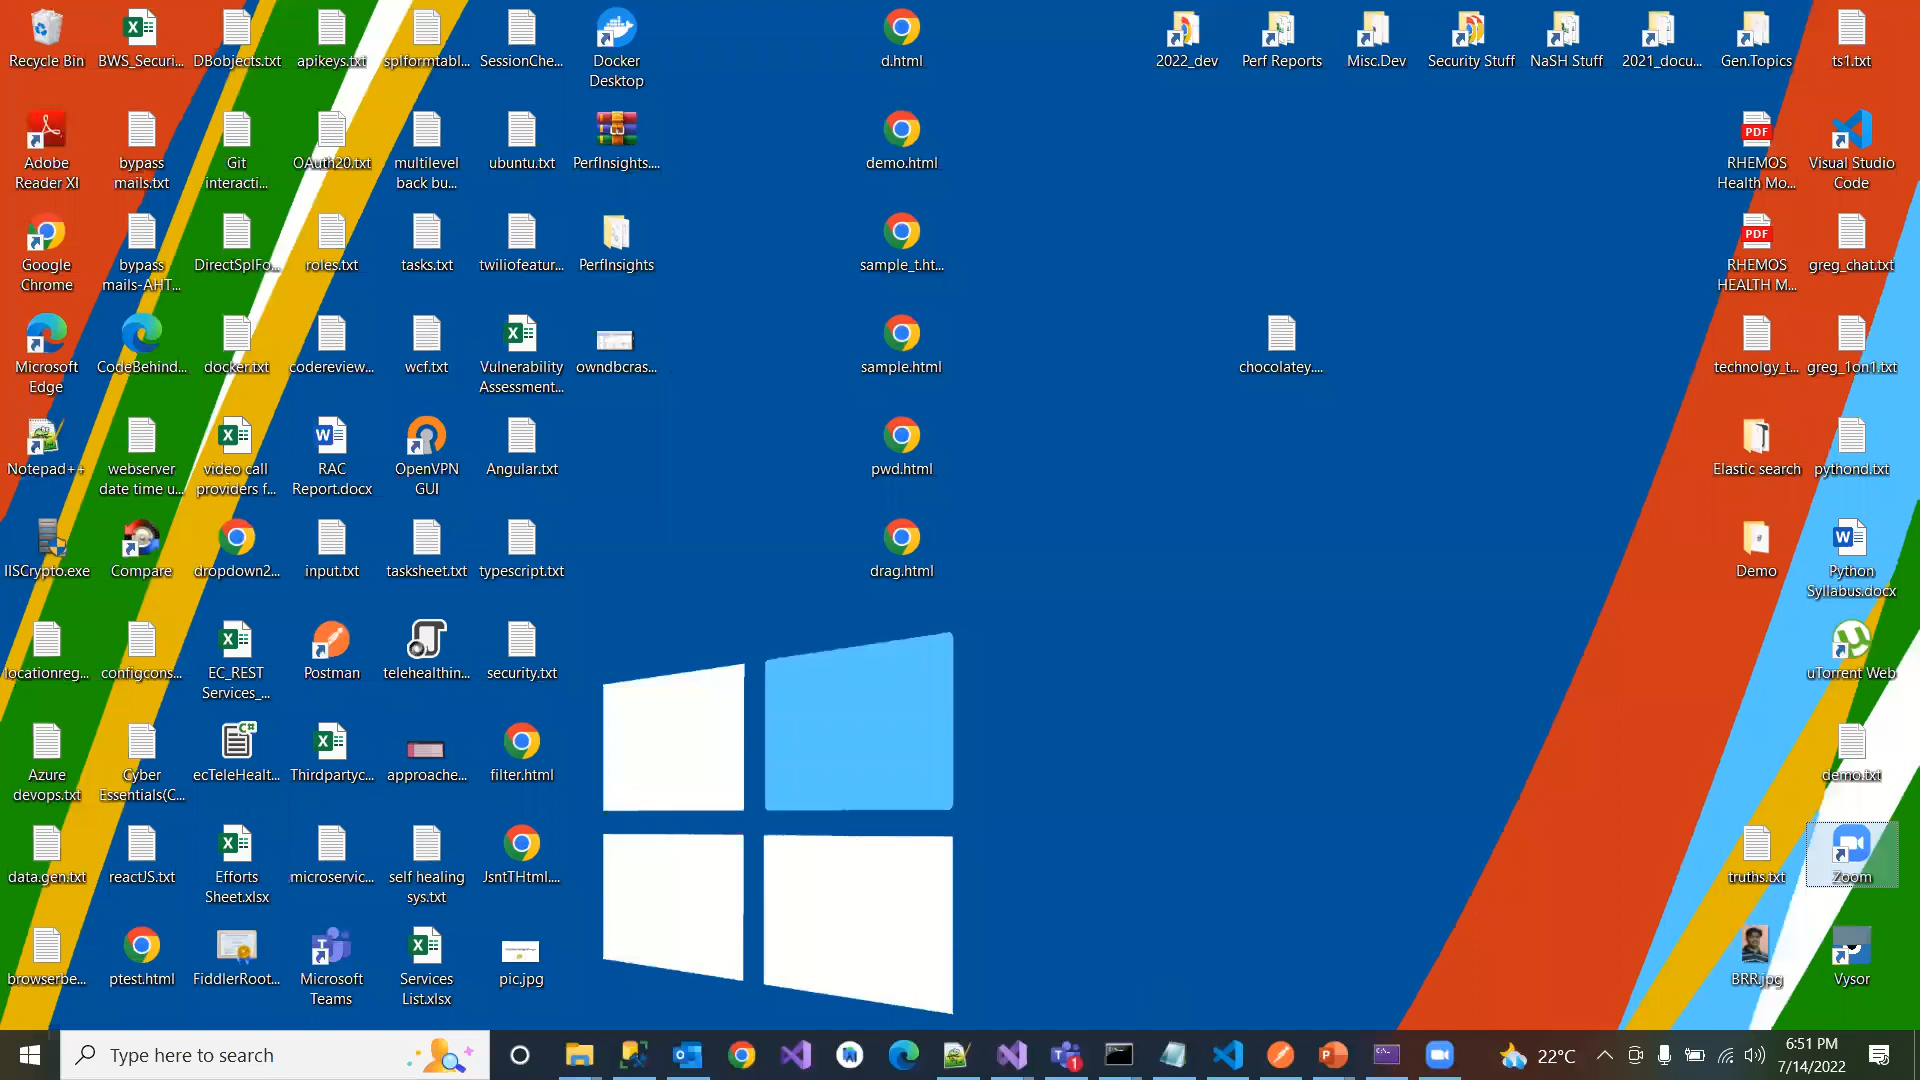 Recycle Bin
BWS_Securi...
DBobjects.txt
apikeys.txt
splformtabl...
SessionChe...
Docker
Desktop
d.html
2022_dev
Perf Reports
Misc.Dev
Security Stuff
NaSH Stuff
2021_docu...
Gen.Topics
ts1.txt
Adobe
Reader XI
bypass
mails.txt
Git
interacti...
OAuth20.txt
multilevel
back bu...
ubuntu.txt
PerfInsights....
demo.html
PDF
RHEMOS
Health Mo...
Visual Studio
Code
Google
Chrome
bypass
mails-AHT...
DirectSplFo...
roles.txt
tasks.txt
twiliofeatur...
PerfInsights
sample_t.ht...
PDF
RHEMOS
HEALTH M...
greg_chat.txt
Microsoft
Edge
CodeBehind...
docker.txt
codereview...
wcf.txt
Vulnerability
Assessment...
owndbcras...
sample.html
chocolatey....
technolgy_t...
greg_1on1.txt
Notepad++
webserver
date time u...
video call
providers f...
RAC
Report.docx
OpenVPN
GUI
Angular.txt
pwd.html
Elastic search
pythond.txt
IISCrypto.exe
Compare
dropdown2...
input.txt
tasksheet.txt
typescript.txt
drag.html
Demo
Python
Syllabus.docx
locationreg...
configcons...
EC_REST
Services_...
Postman
telehealthin...
security.txt
uTorrent Web
Azure
devops.txt
Cyber
Essentials(C...
ecTeleHealt...
Thirdpartyc...
approache...
filter.html
demo.txt
data.gen.txt
reactJS.txt
Efforts
Sheet.xlsx
microservic...
self healing
sys.txt
JsntTHtml....
truths.txt
Zoom
browserbe...
ptest.html
FiddlerRoot...
Microsoft
Teams
Services
List.xlsx
pic.jpg
BRR.jpg
Vysor
Type here to search
22°C
6:51 PM
7/14/2022